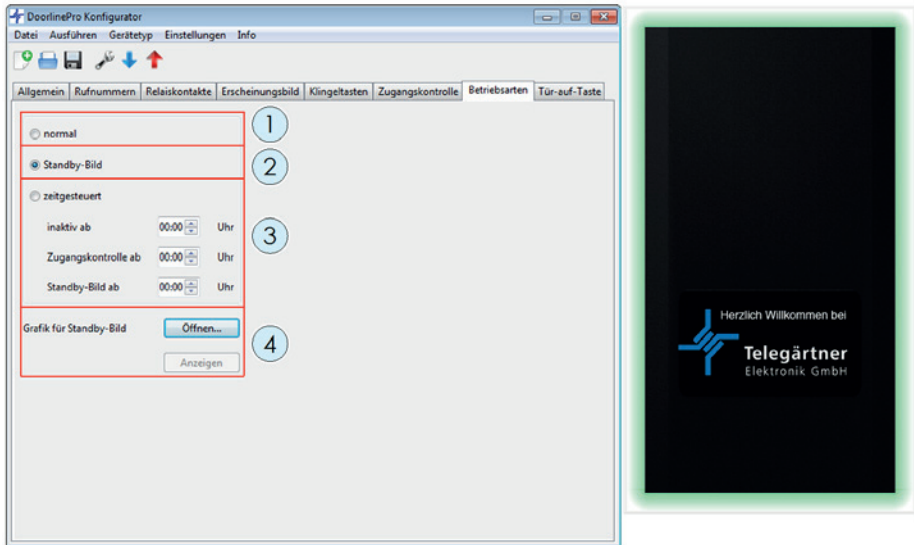 DoorlinePro Konfigurator
Datei Ausführen Gerätetyp Einstellungen Info
Allgemein Rufnummern Relaiskontakte Erscheinungsbild Klingeltasten Zugangskontrolle Betriebsarten Tür-auf-Taste
normal 1
Standby-Bild 2
zeitgesteuert
inaktiv ab 00:00 Uhr
3
Zugangskontrolle ab 00:00 Uhr
Standby-Bild ab 00:00 Uhr
Grafik für Standby-Bild Öffnen...
4
Anzeigen
Herzlich Willkommen bei
Telegärtner
Elektronik GmbH